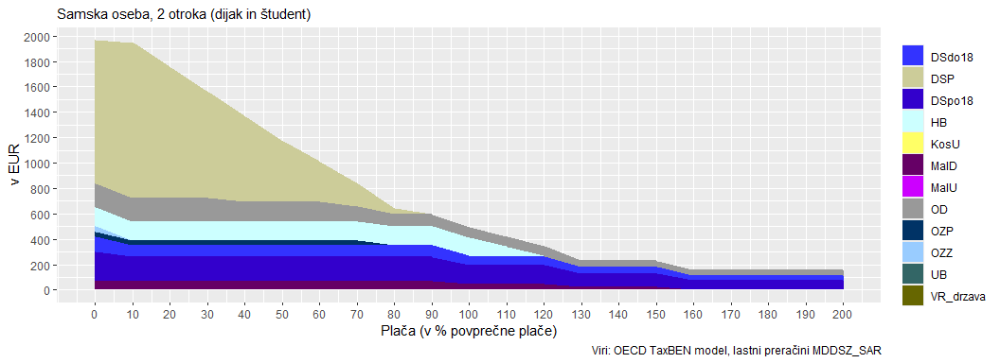 Samska oseba, 2 otroka (dijak in študent)
v EUR
2000
1800
1600
1400
1200
1000
800
600
400
200
0
0 10 20 30 40 50 60 70 80 90 100 110 120 130 140 150 160 170 180 190 200
Plača (v % povprečne plače)
DSdo18
DSP
DSpo18
HB
KosU
MalD
MalU
OD
OZP
OZZ
UB
VR_drzava
Viri: OECD TaxBEN model, lastni preračini MDDSZ_SAR